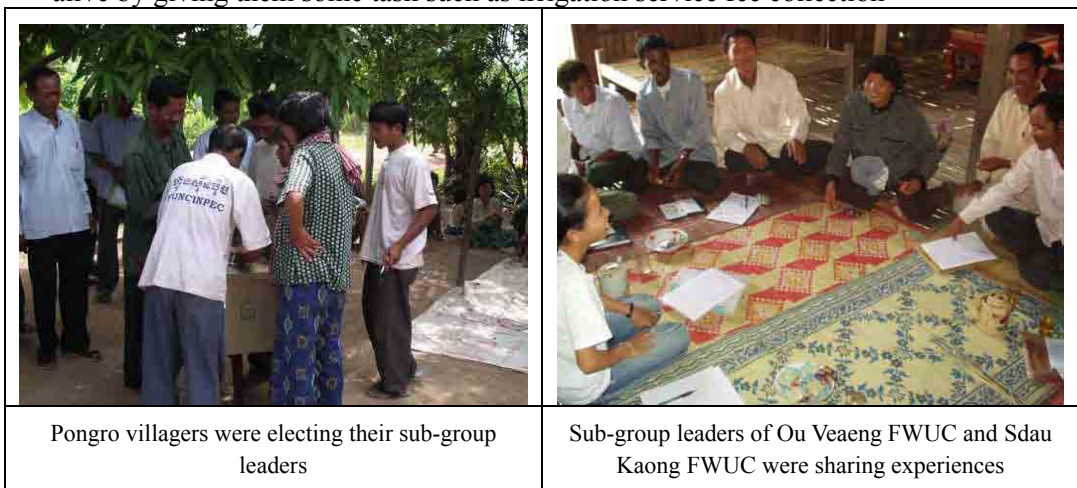 alive by giving them some task such as irrigation service fee collection
FUNCINPEC
Pongro villagers were electing their sub-group
leaders
Sub-group leaders of Ou Veaeng FWUC and Sdau
Kaong FWUC were sharing experiences